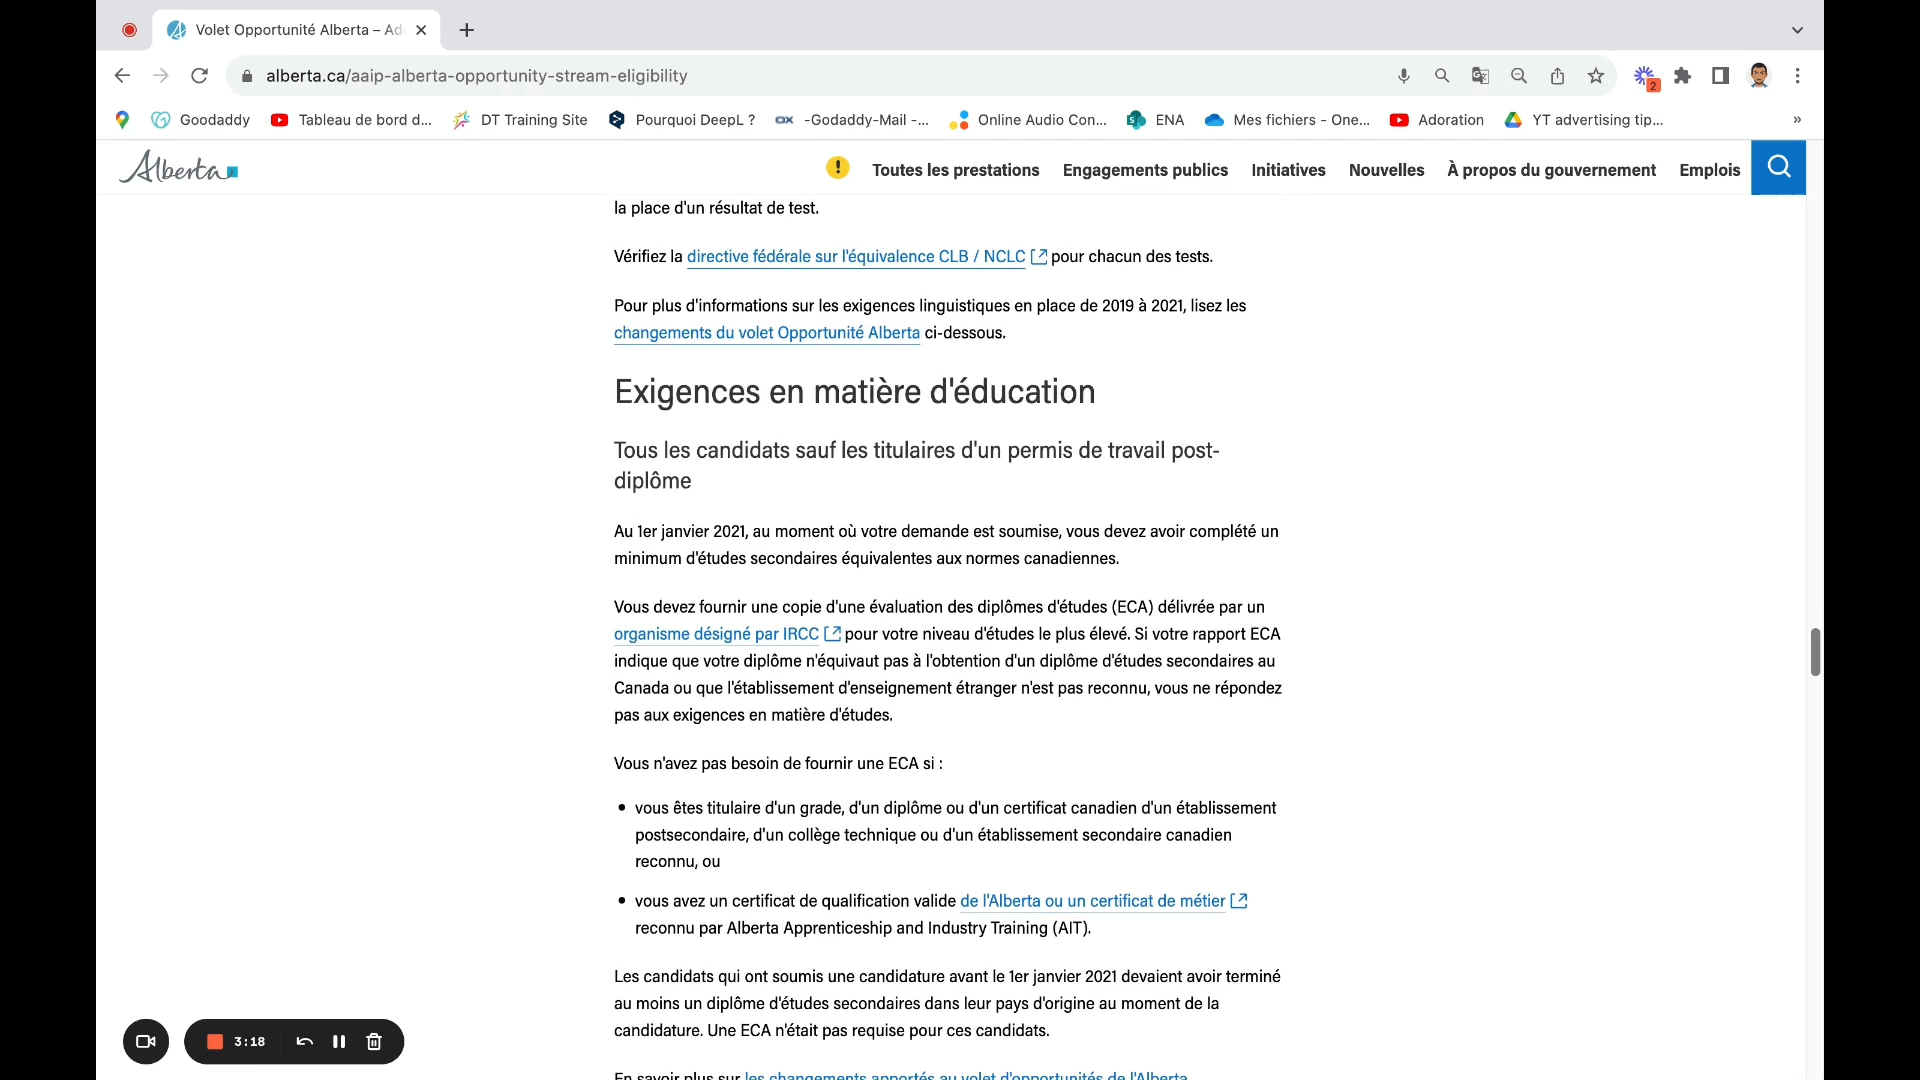 Volet Opportunité Alberta – Ad
alberta.ca/aaip-alberta-opportunity-stream-eligibility
2
Goodaddy
Tableau de bord d...
DT Training Site
Pourquoi DeepL ?
-Godaddy-Mail -...
Online Audio Con...
ENA
Mes fichiers - One...
Adoration
YT advertising tip...
»
Alberta
Toutes les prestations
Engagements publics
Initiatives
Nouvelles
À propos du gouvernement
Emplois
la place d'un résultat de test.
Vérifiez la directive fédérale sur l'équivalence CLB / NCLC pour chacun des tests.
Pour plus d'informations sur les exigences linguistiques en place de 2019 à 2021, lisez les
changements du volet Opportunité Alberta ci-dessous.
Exigences en matière d'éducation
Tous les candidats sauf les titulaires d'un permis de travail post-
diplôme
Au 1er janvier 2021, au moment où votre demande est soumise, vous devez avoir complété un
minimum d'études secondaires équivalentes aux normes canadiennes.
Vous devez fournir une copie d'une évaluation des diplômes d'études (ECA) délivrée par un
organisme désigné par IRCC pour votre niveau d'études le plus élevé. Si votre rapport ECA
indique que votre diplôme n'équivaut pas à l'obtention d'un diplôme d'études secondaires au
Canada ou que l'établissement d'enseignement étranger n'est pas reconnu, vous ne répondez
pas aux exigences en matière d'études.
Vous n'avez pas besoin de fournir une ECA si :
• vous êtes titulaire d'un grade, d'un diplôme ou d'un certificat canadien d'un établissement
postsecondaire, d'un collège technique ou d'un établissement secondaire canadien
reconnu, ou
• vous avez un certificat de qualification valide de l'Alberta ou un certificat de métier
reconnu par Alberta Apprenticeship and Industry Training (AIT).
Les candidats qui ont soumis une candidature avant le 1er janvier 2021 devaient avoir terminé
au moins un diplôme d'études secondaires dans leur pays d'origine au moment de la
candidature. Une ECA n'était pas requise pour ces candidats.
En savoir plus sur les changements apportés au volet d'opportunités de l'Alberta
3:18